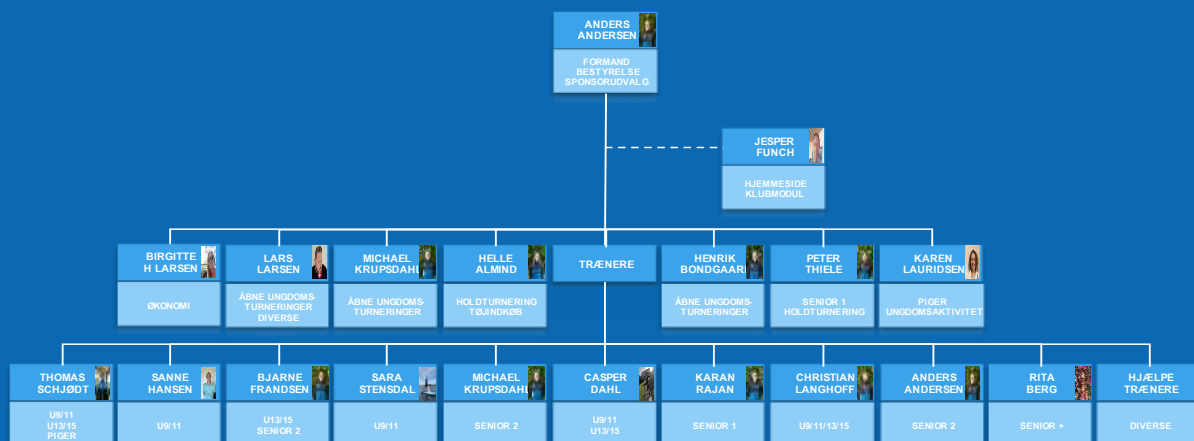 ANDERS
ANDERSEN
FORMAND
BESTYRELSE
SPONSORUDVALG
JESPER
FUNCH
HJEMMESIDE
KLUBMODUL
BIRGITTE
H LARSEN
ØKONOMI
LARS
LARSEN
ÅBNE UNGDOMS-
TURNERINGER
DIVERSE
MICHAEL
KRUPSDAHL
ÅBNE UNGDOMS-
TURNERINGER
HELLE
ALMIND
HOLDTURNERING
TØJINDKØB
TRÆNERE
HENRIK
BONDGAARD
ÅBNE UNGDOMS-
TURNERINGER
PETER
THIELE
SENIOR 1
HOLDTURNERING
KAREN
LAURIDSEN
PIGER
UNGDOMSAKTIVITET
THOMAS
SCHJØDT
U9/11
U13/15
PIGER
SANNE
HANSEN
U9/11
BJARNE
FRANDSEN
U13/15
SENIOR 2
SARA
STENSDAL
U9/11
MICHAEL
KRUPSDAHL
SENIOR 2
CASPER
DAHL
U9/11
U13/15
KARAN
RAJAN
SENIOR 1
CHRISTIAN
LANGHOFF
U9/11/13/15
ANDERS
ANDERSEN
SENIOR 2
RITA
BERG
SENIOR +
HJÆLPE
TRÆNERE
DIVERSE